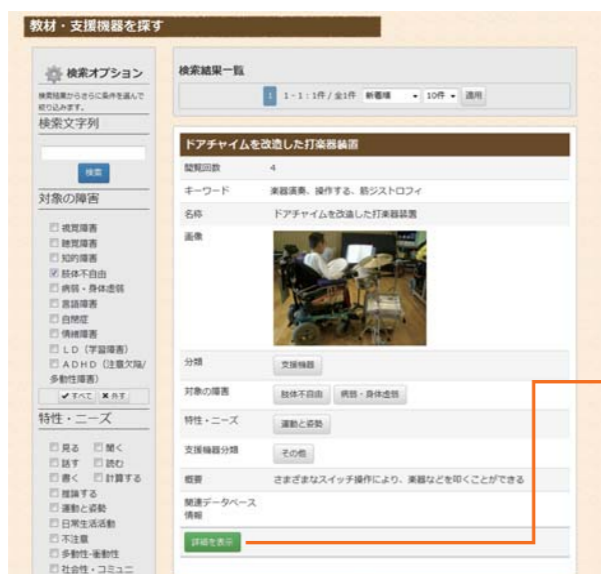 教材・支援機器を探す
検索オプション
検索結果からさらに条件を選んで
絞り込みます。
検索文字列
検索
対象の障害
視覚障害
聴覚障害
知的障害
肢体不自由
病弱・身体虚弱
言語障害
自閉症
情緒障害
LD（学習障害）
ADHD（注意欠陥/
多動性障害）
すべて 外す
特性・ニーズ
見る 聞く
話す 読む
書く 計算する
推論する
運動と姿勢
日常生活活動
不注意
多動性-衝動性
社会性・コミュニ
検索結果一覧
1 1-1:1件/全1件 新着順 10件 適用
ドアチャイムを改造した打楽器装置
閲覧回数 4
キーワード 楽器演奏、操作する、筋ジストロフィ
名称 ドアチャイムを改造した打楽器装置
画像
分類 支援機器
対象の障害 肢体不自由 病弱・身体虚弱
特性・ニーズ 運動と姿勢
支援機器分類 その他
概要 さまざまなスイッチ操作により、楽器などを叩くことができる
関連データベース
情報
詳細を表示